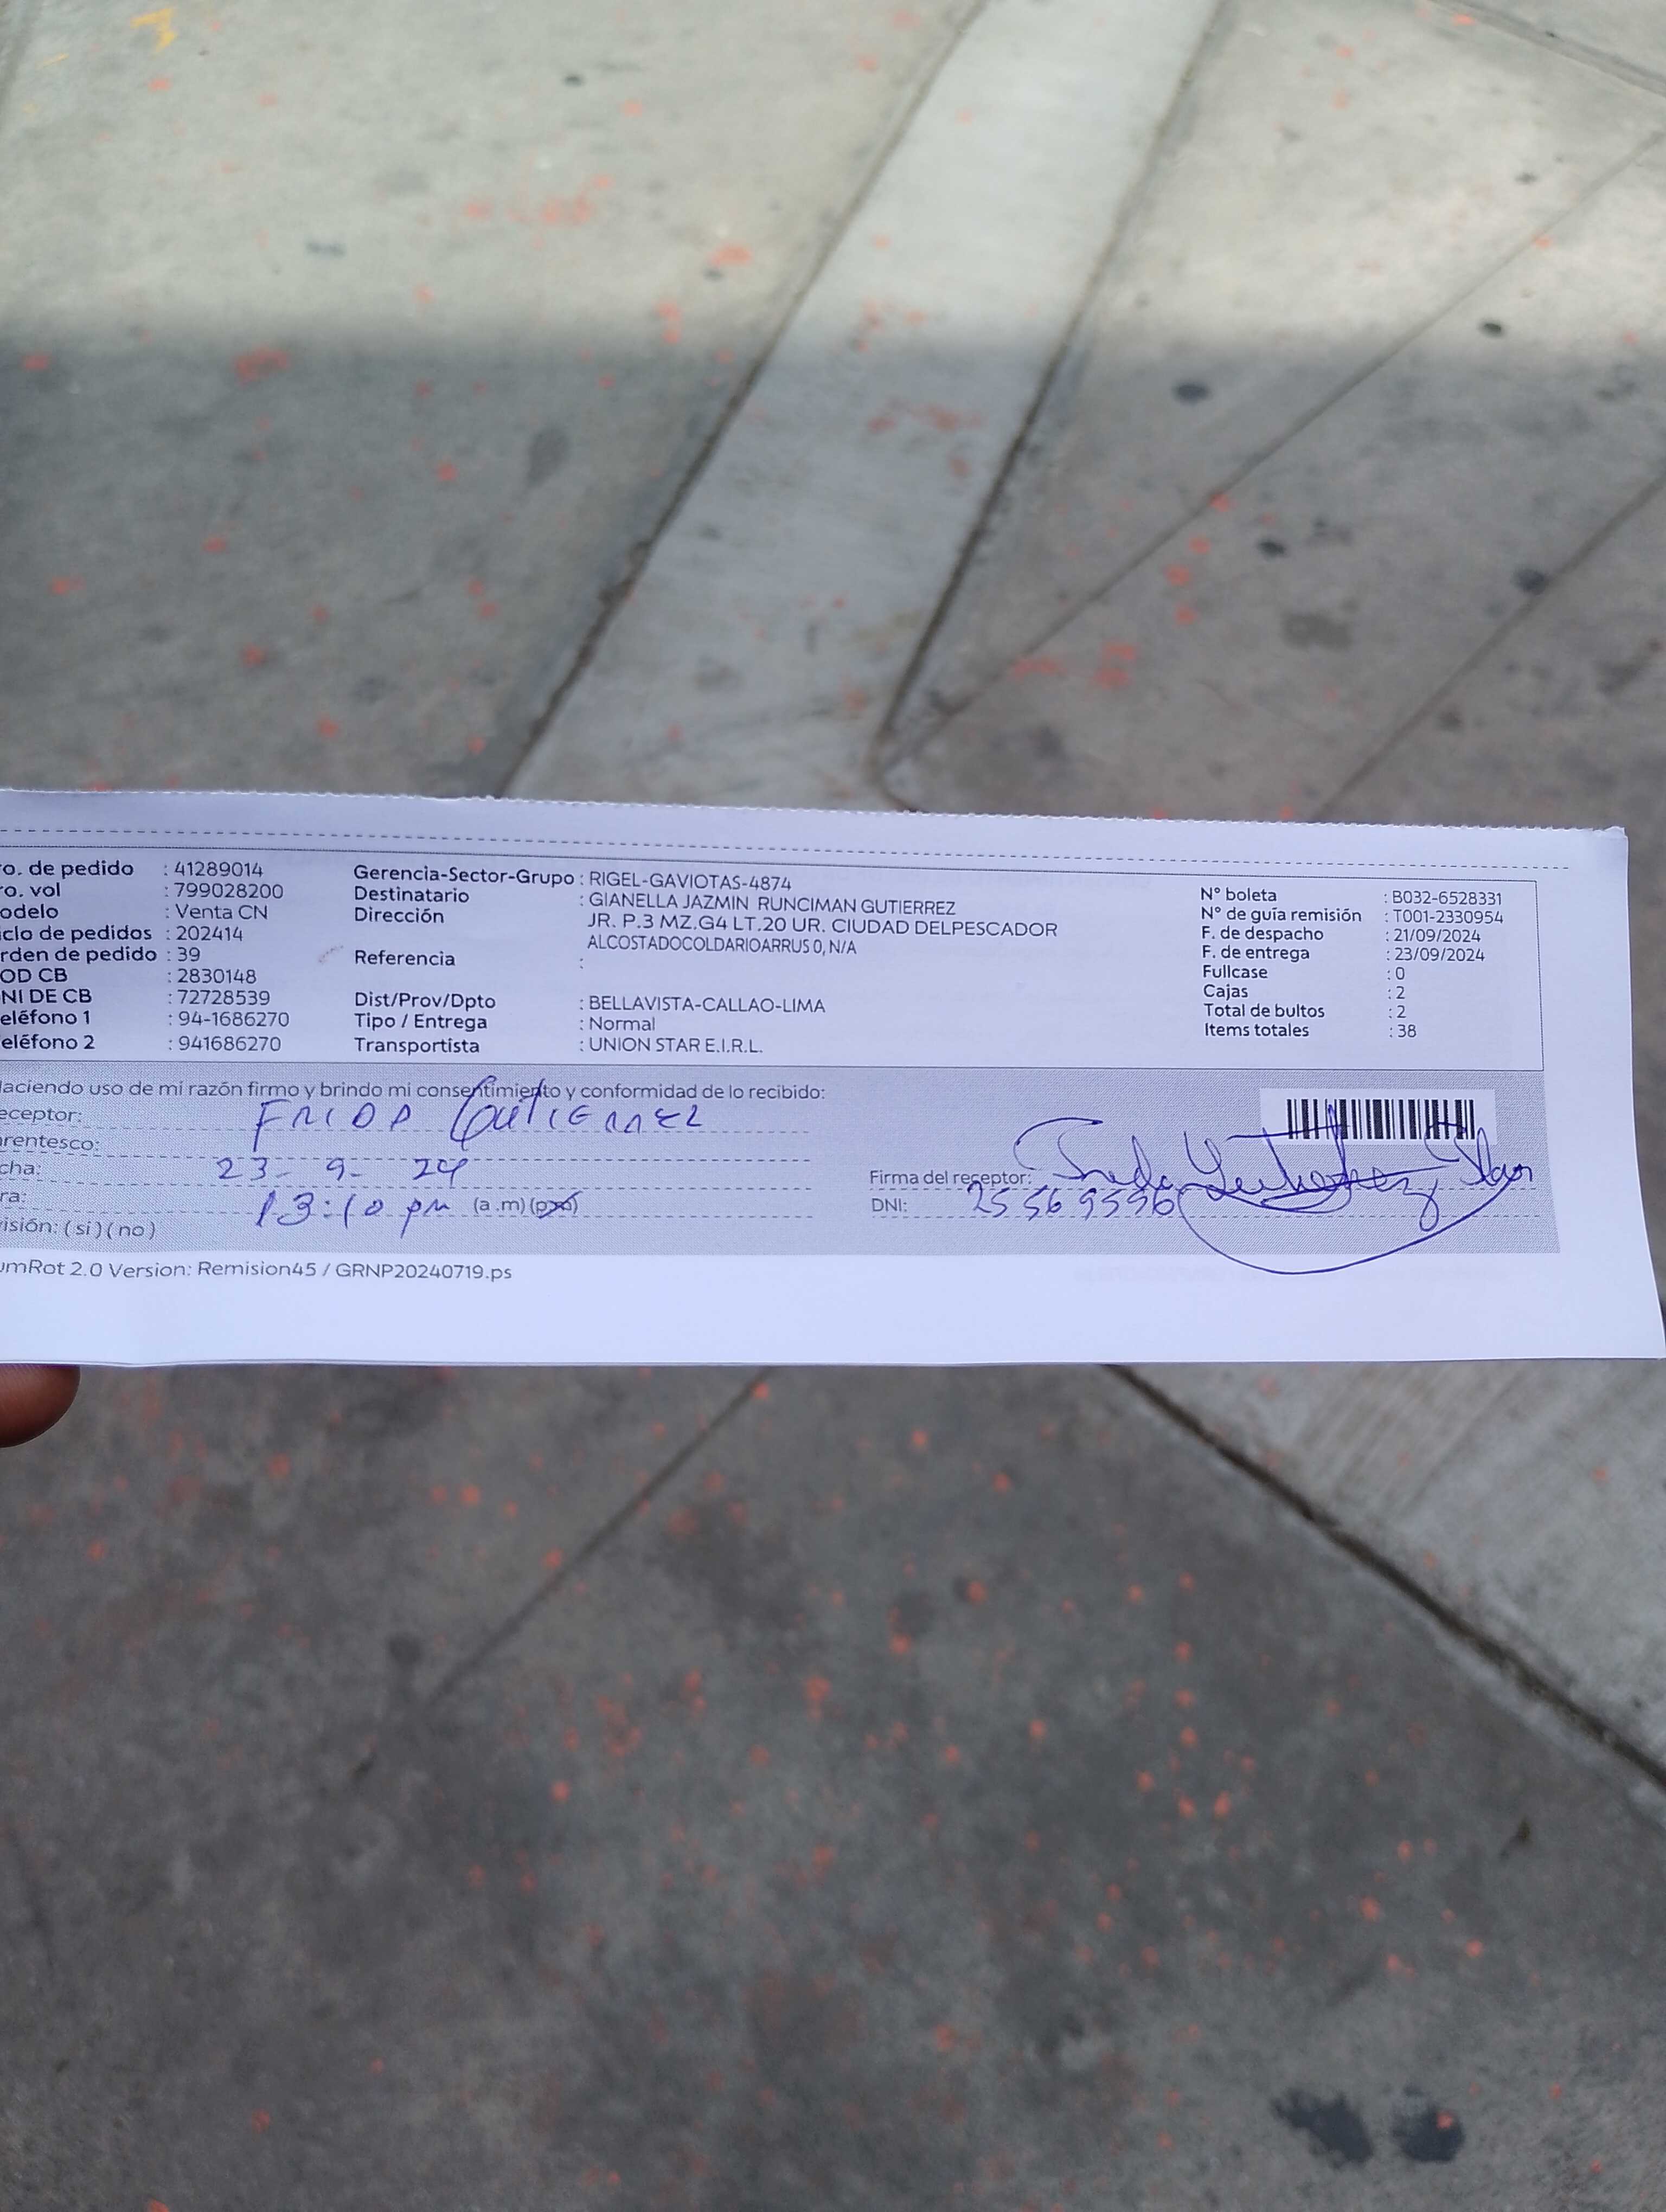 ro. de pedido : 41289014
ro. vol : 799028200
odelo : Venta CN
iclo de pedidos : 202414
rden de pedido : 39
OD CB : 2830148
NI DE CB : 72728539
eléfono 1 : 94-1686270
eléfono 2 : 941686270
Gerencia-Sector-Grupo : RIGEL-GAVIOTAS-4874
Destinatario : GIANELLA JAZMIN RUNCIMAN GUTIERREZ
Dirección JR. P.3 MZ.G4 LT.20 UR. CIUDAD DELPESCADOR
ALCOSTADOCOLDARIOARRUS 0, N/A
Referencia :
Dist/Prov/Dpto : BELLAVISTA-CALLAO-LIMA
Tipo / Entrega : Normal
Transportista : UNION STAR E.I.R.L.
N° boleta : B032-6528331
N° de guía remisión : T001-2330954
F. de despacho : 21/09/2024
F. de entrega : 23/09/2024
Fullcase : 0
Cajas : 2
Total de bultos : 2
Items totales : 38
Haciendo uso de mi razón firmo y brindo mi consentimiento y conformidad de lo recibido:
eceptor: FRIDA GUTIERREZ
arentesco:
cha: 23- 9- 24
ra: 13:10 pm (a.m)(pm)
isión: (si)(no)
Firma del receptor:
DNI: 25569596
umRot 2.0 Version: Remision45 / GRNP20240719.ps